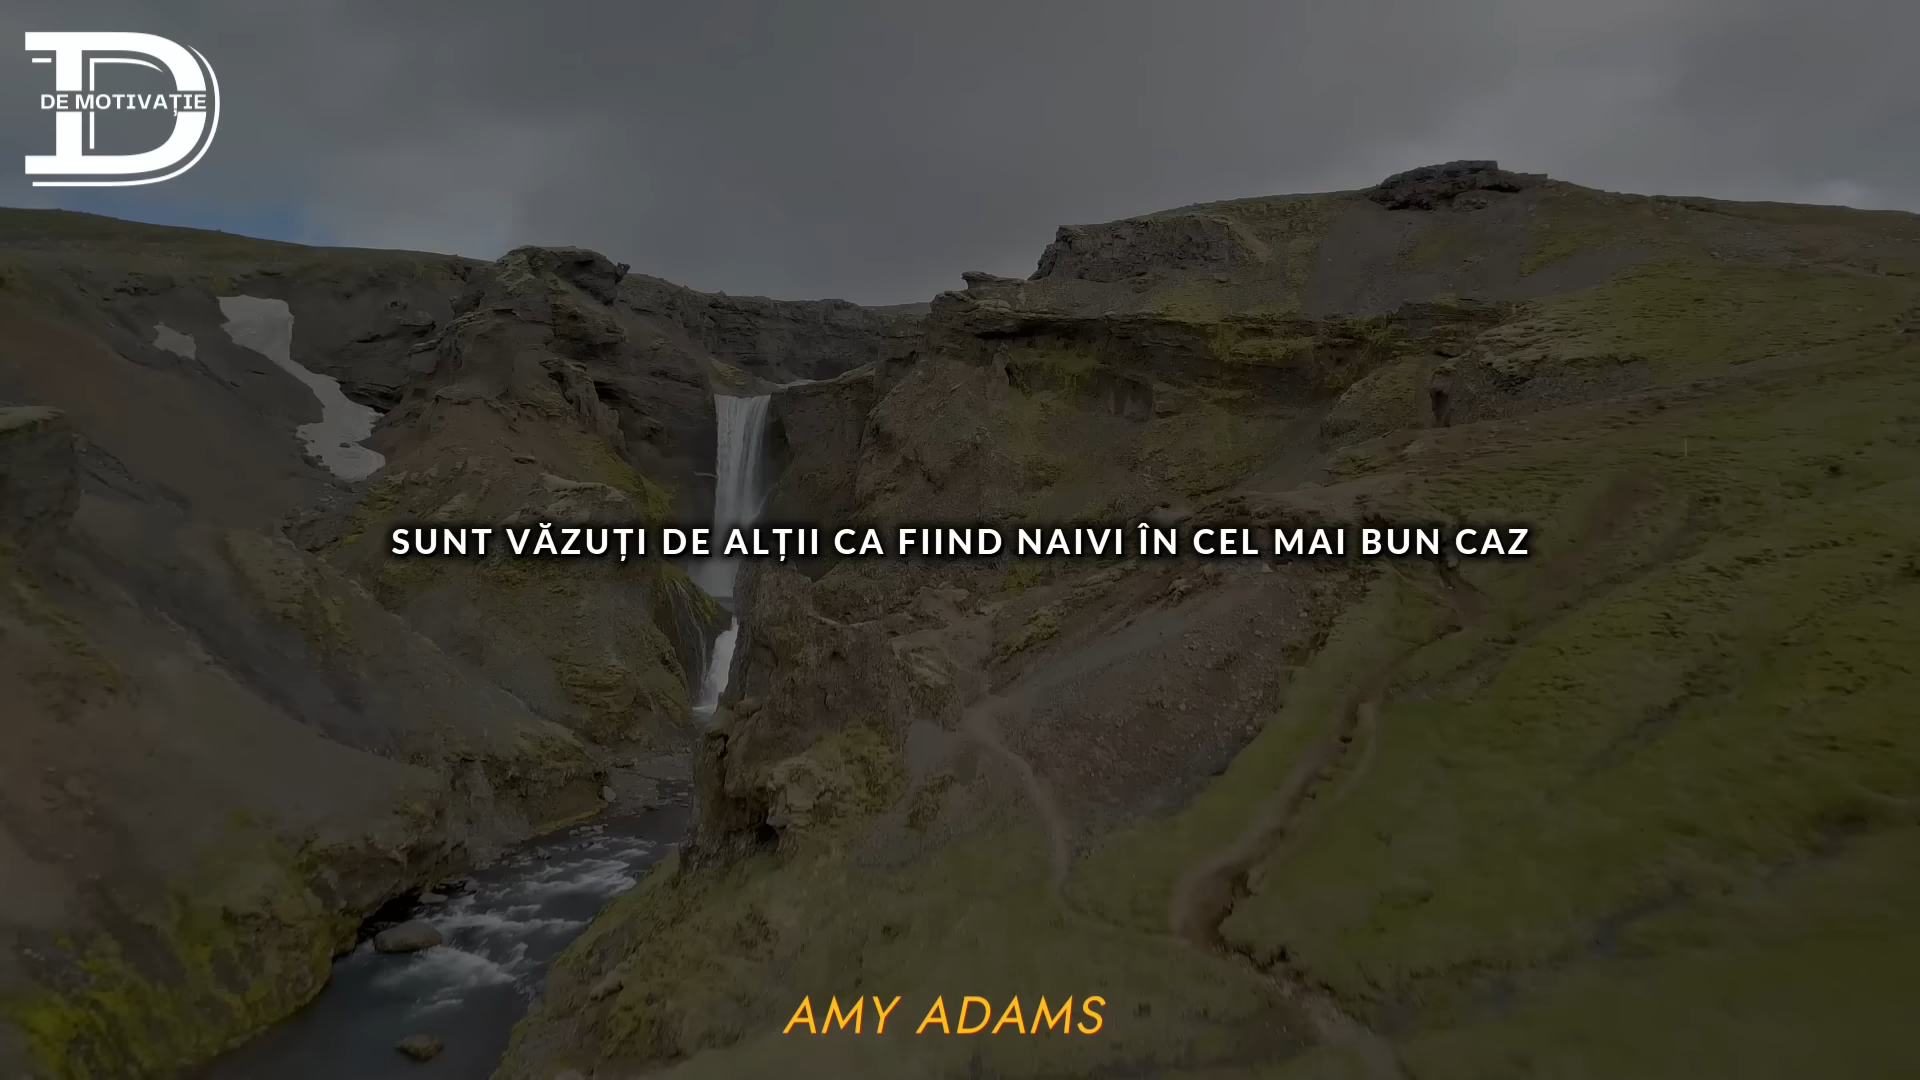 DE MOTIVAȚIE
SUNT VĂZUȚI DE ALȚII CA FIIND NAIVI ÎN CEL MAI BUN CAZ
AMY ADAMS